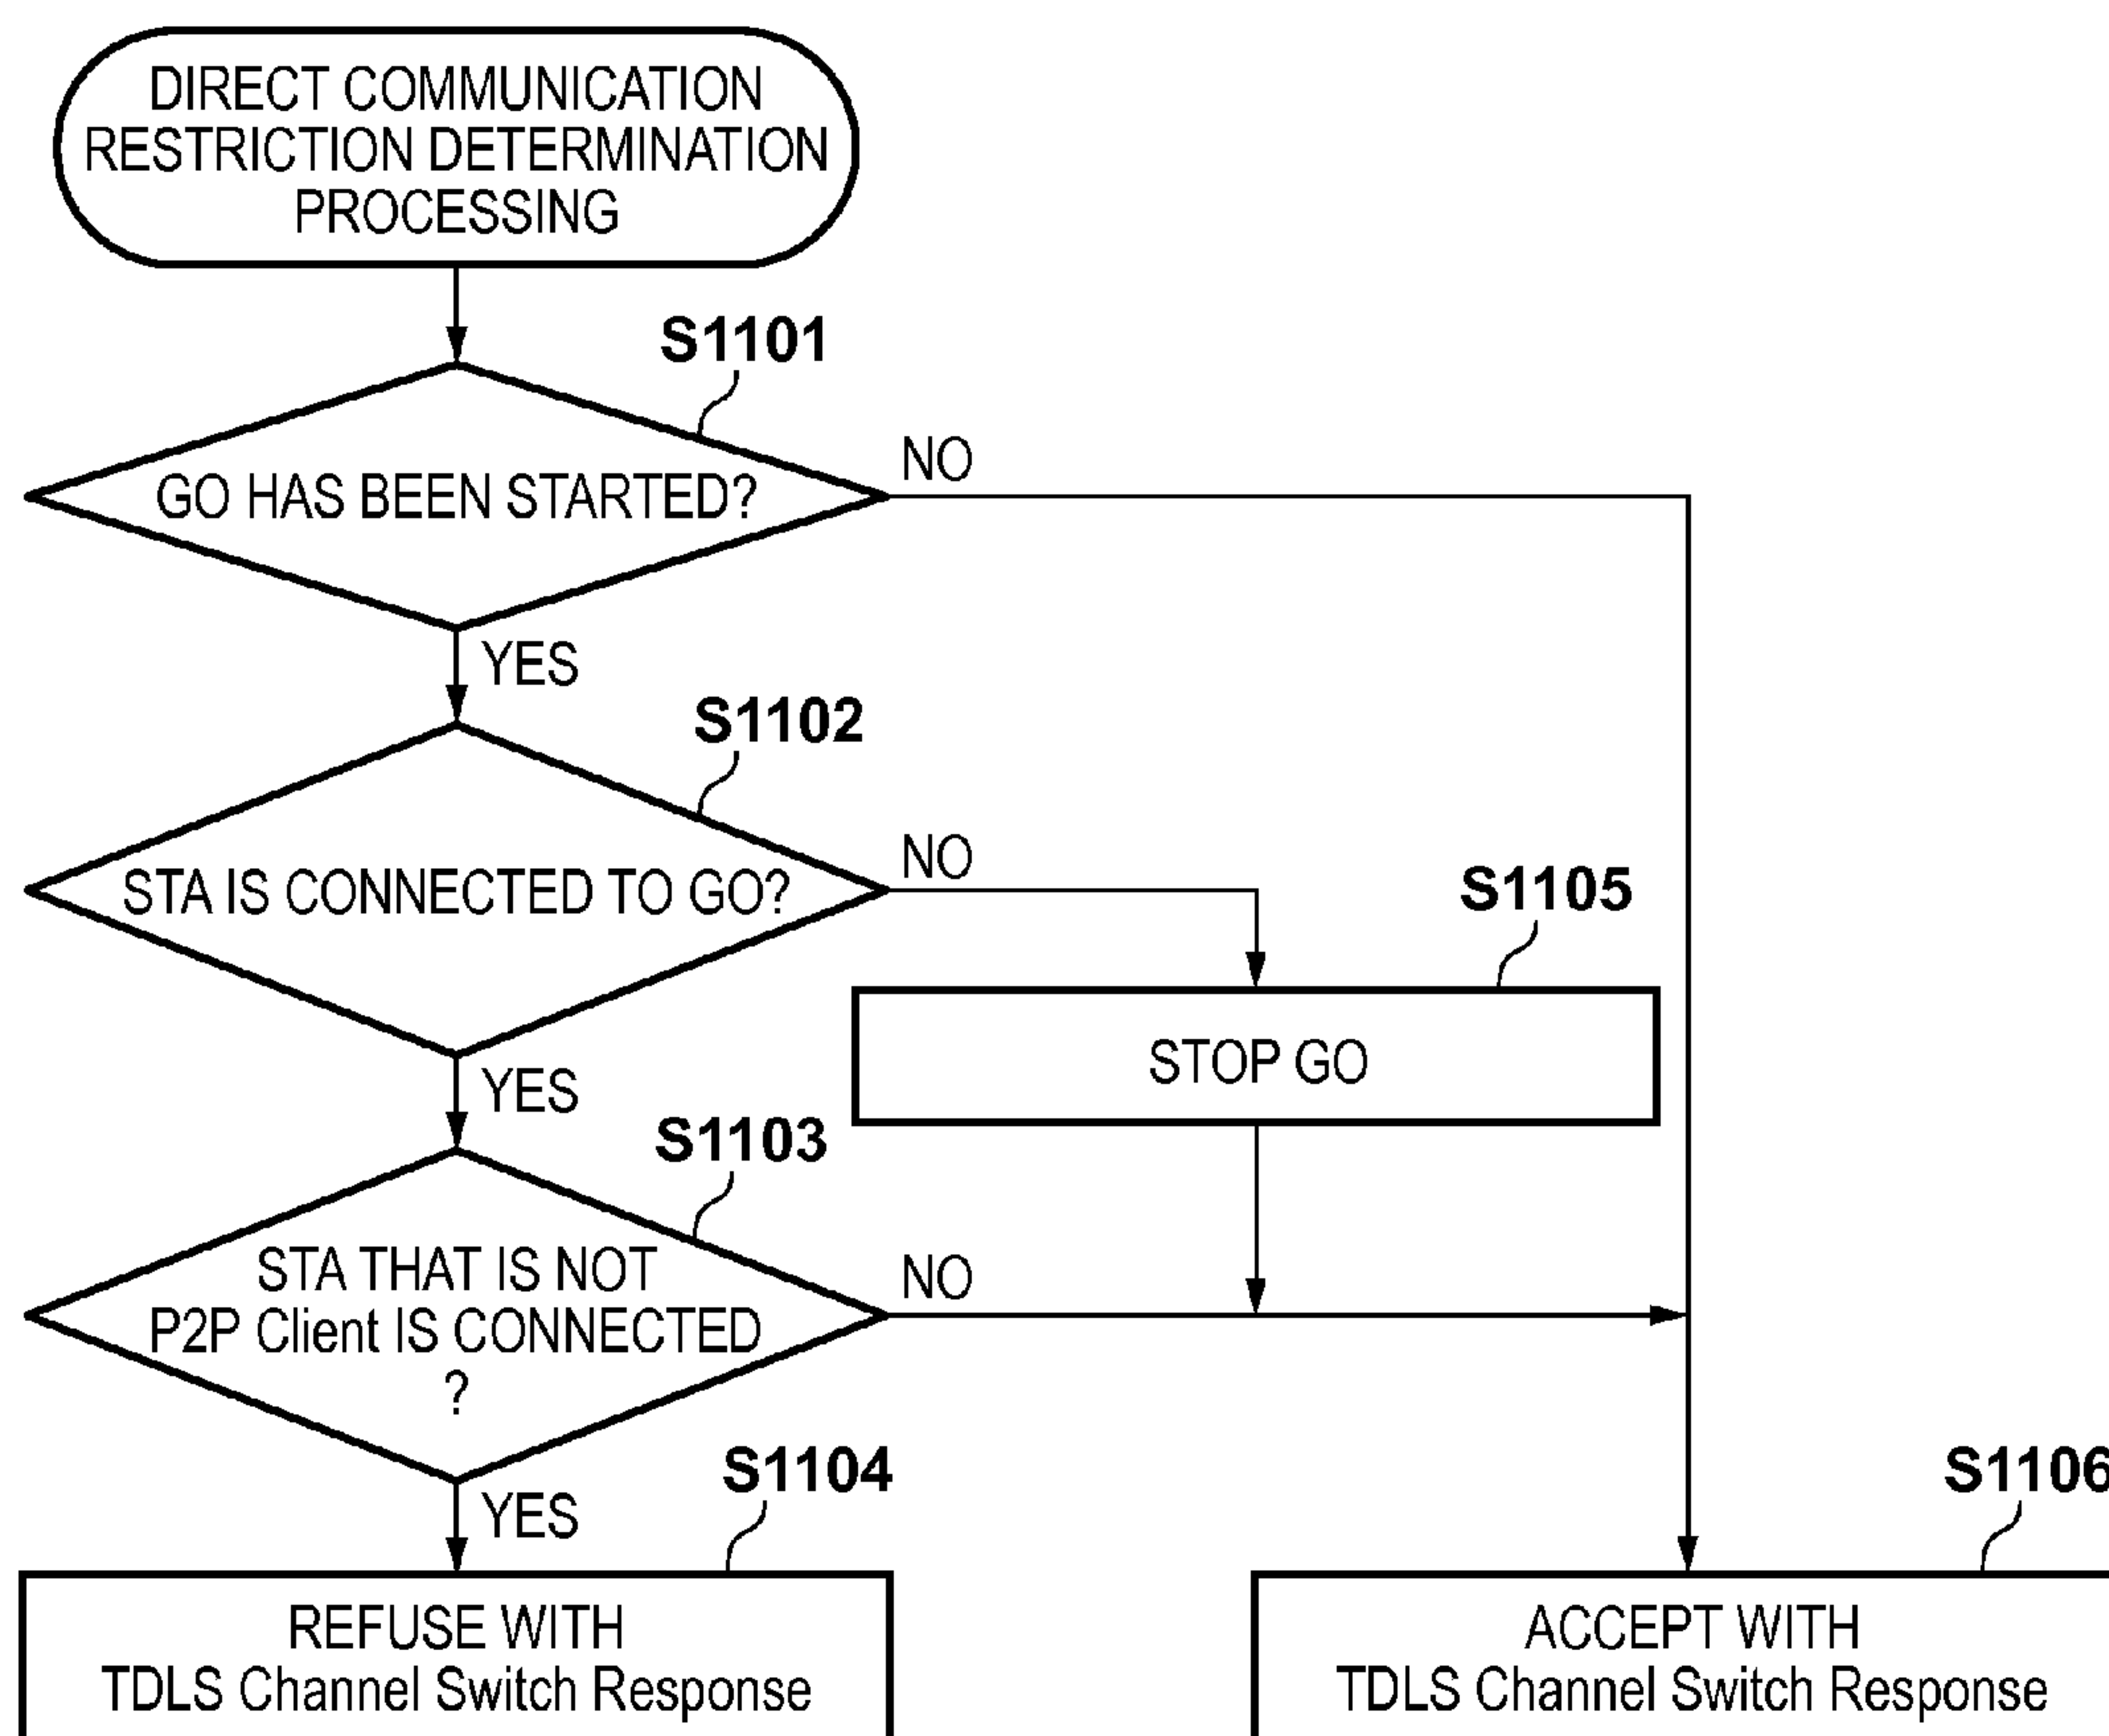 DIRECT COMMUNICATION
RESTRICTION DETERMINATION
PROCESSING
S1101
GO HAS BEEN STARTED?
NO
YES
S1102
STA IS CONNECTED TO GO?
NO
S1105
STOP GO
YES
S1103
STA THAT IS NOT
P2P Client IS CONNECTED
?
NO
YES
S1104
REFUSE WITH
TDLS Channel Switch Response
S1106
ACCEPT WITH
TDLS Channel Switch Response